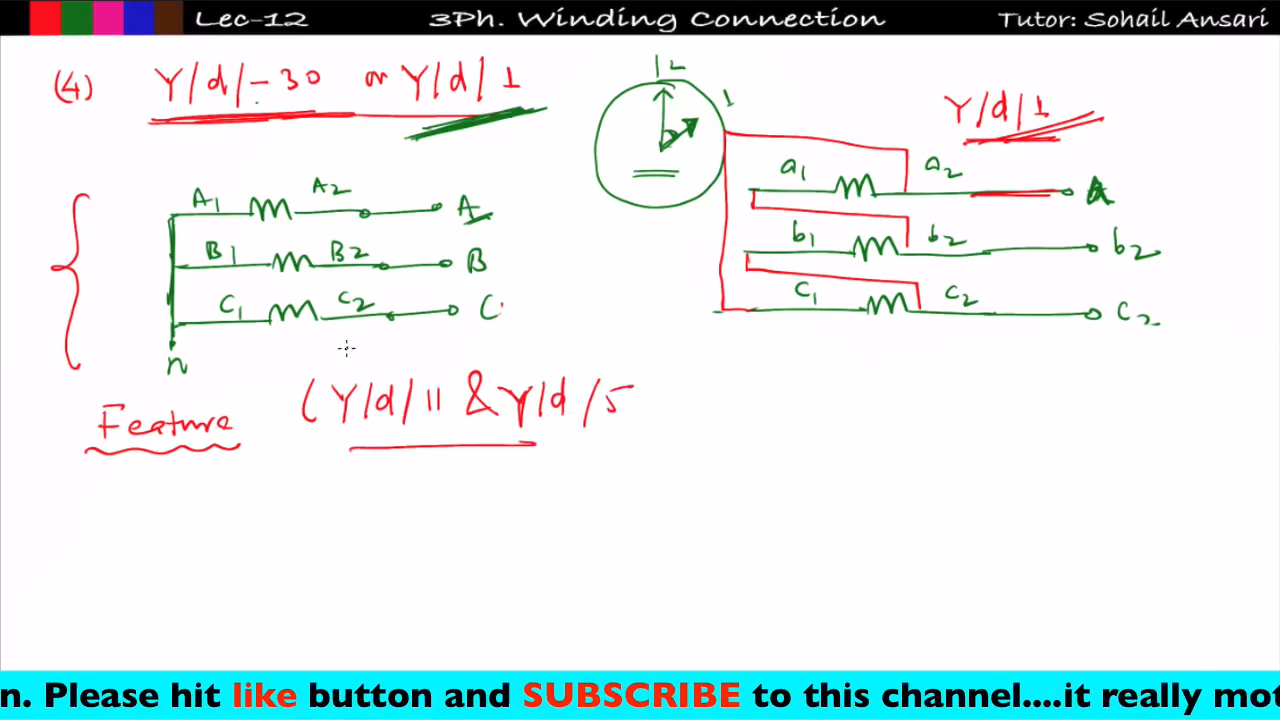 Lec-12 3Ph. Winding Connection Tutor: Sohail Ansari
(4) Y/d/-30 or Y/d/1
12
1
Y/d/1
A1 A2 A
B1 B2 B
C1 C2 C
n
a1 a2
b1 b2 b2
c1 c2 c2
Feature (Y/d/11 & Y/d/5
n. Please hit like button and SUBSCRIBE to this channel....it really mot